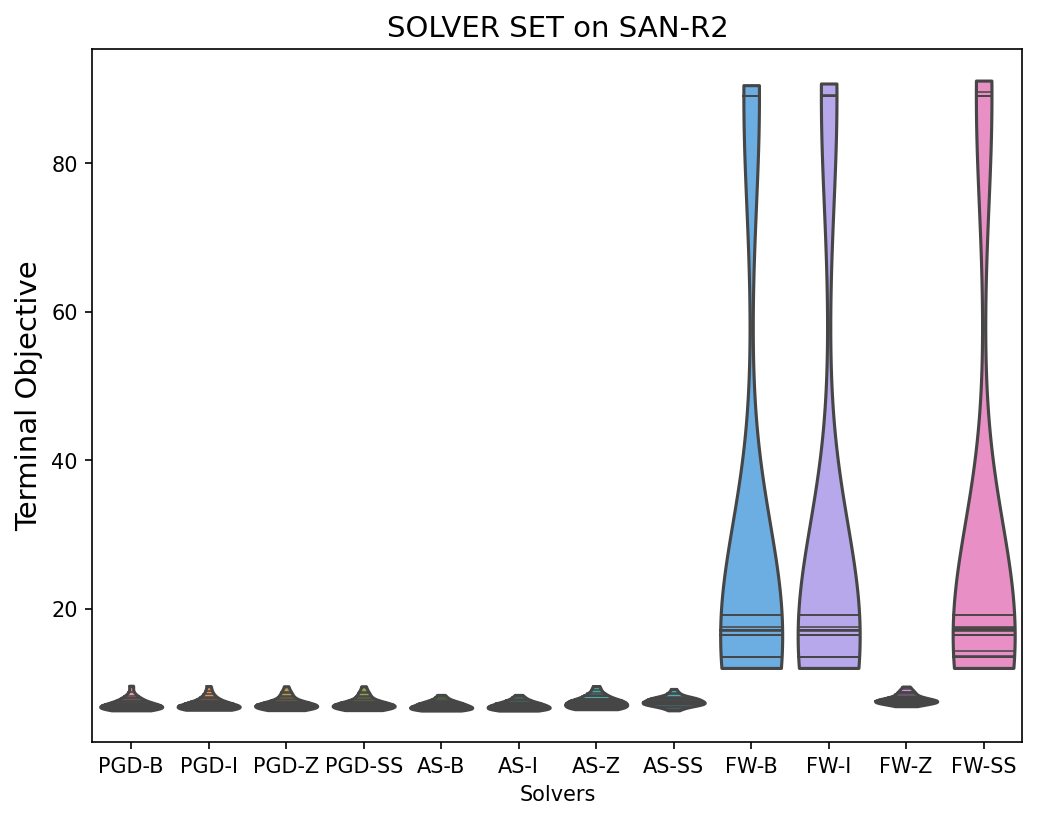 SOLVER SET on SAN-R2
Terminal Objective
80
60
40
20
PGD-B PGD-I PGD-Z PGD-SS AS-B AS-I AS-Z AS-SS FW-B FW-I FW-Z FW-SS
Solvers